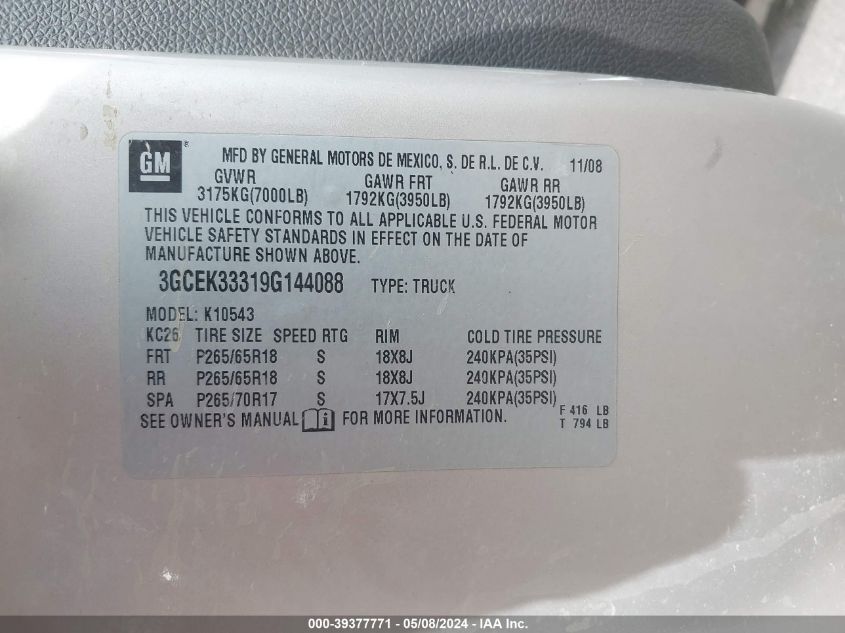 GM ® MFD BY GENERAL MOTORS DE MEXICO, S. DE R.L. DE C.V. 11/08
GVWR GAWR FRT GAWR RR
3175KG(7000LB) 1792KG(3950LB) 1792KG(3950LB)
THIS VEHICLE CONFORMS TO ALL APPLICABLE U.S. FEDERAL MOTOR
VEHICLE SAFETY STANDARDS IN EFFECT ON THE DATE OF
MANUFACTURE SHOWN ABOVE.
3GCEK33319G144088 TYPE: TRUCK
MODEL: K10543
KC26 TIRE SIZE SPEED RTG RIM COLD TIRE PRESSURE
FRT P265/65R18 S 18X8J 240KPA(35PSI)
RR P265/65R18 S 18X8J 240KPA(35PSI)
SPA P265/70R17 S 17X7.5J 240KPA(35PSI)
SEE OWNER'S MANUAL i FOR MORE INFORMATION.
F 416 LB
T 794 LB
000-39377771 - 05/08/2024 - IAA Inc.